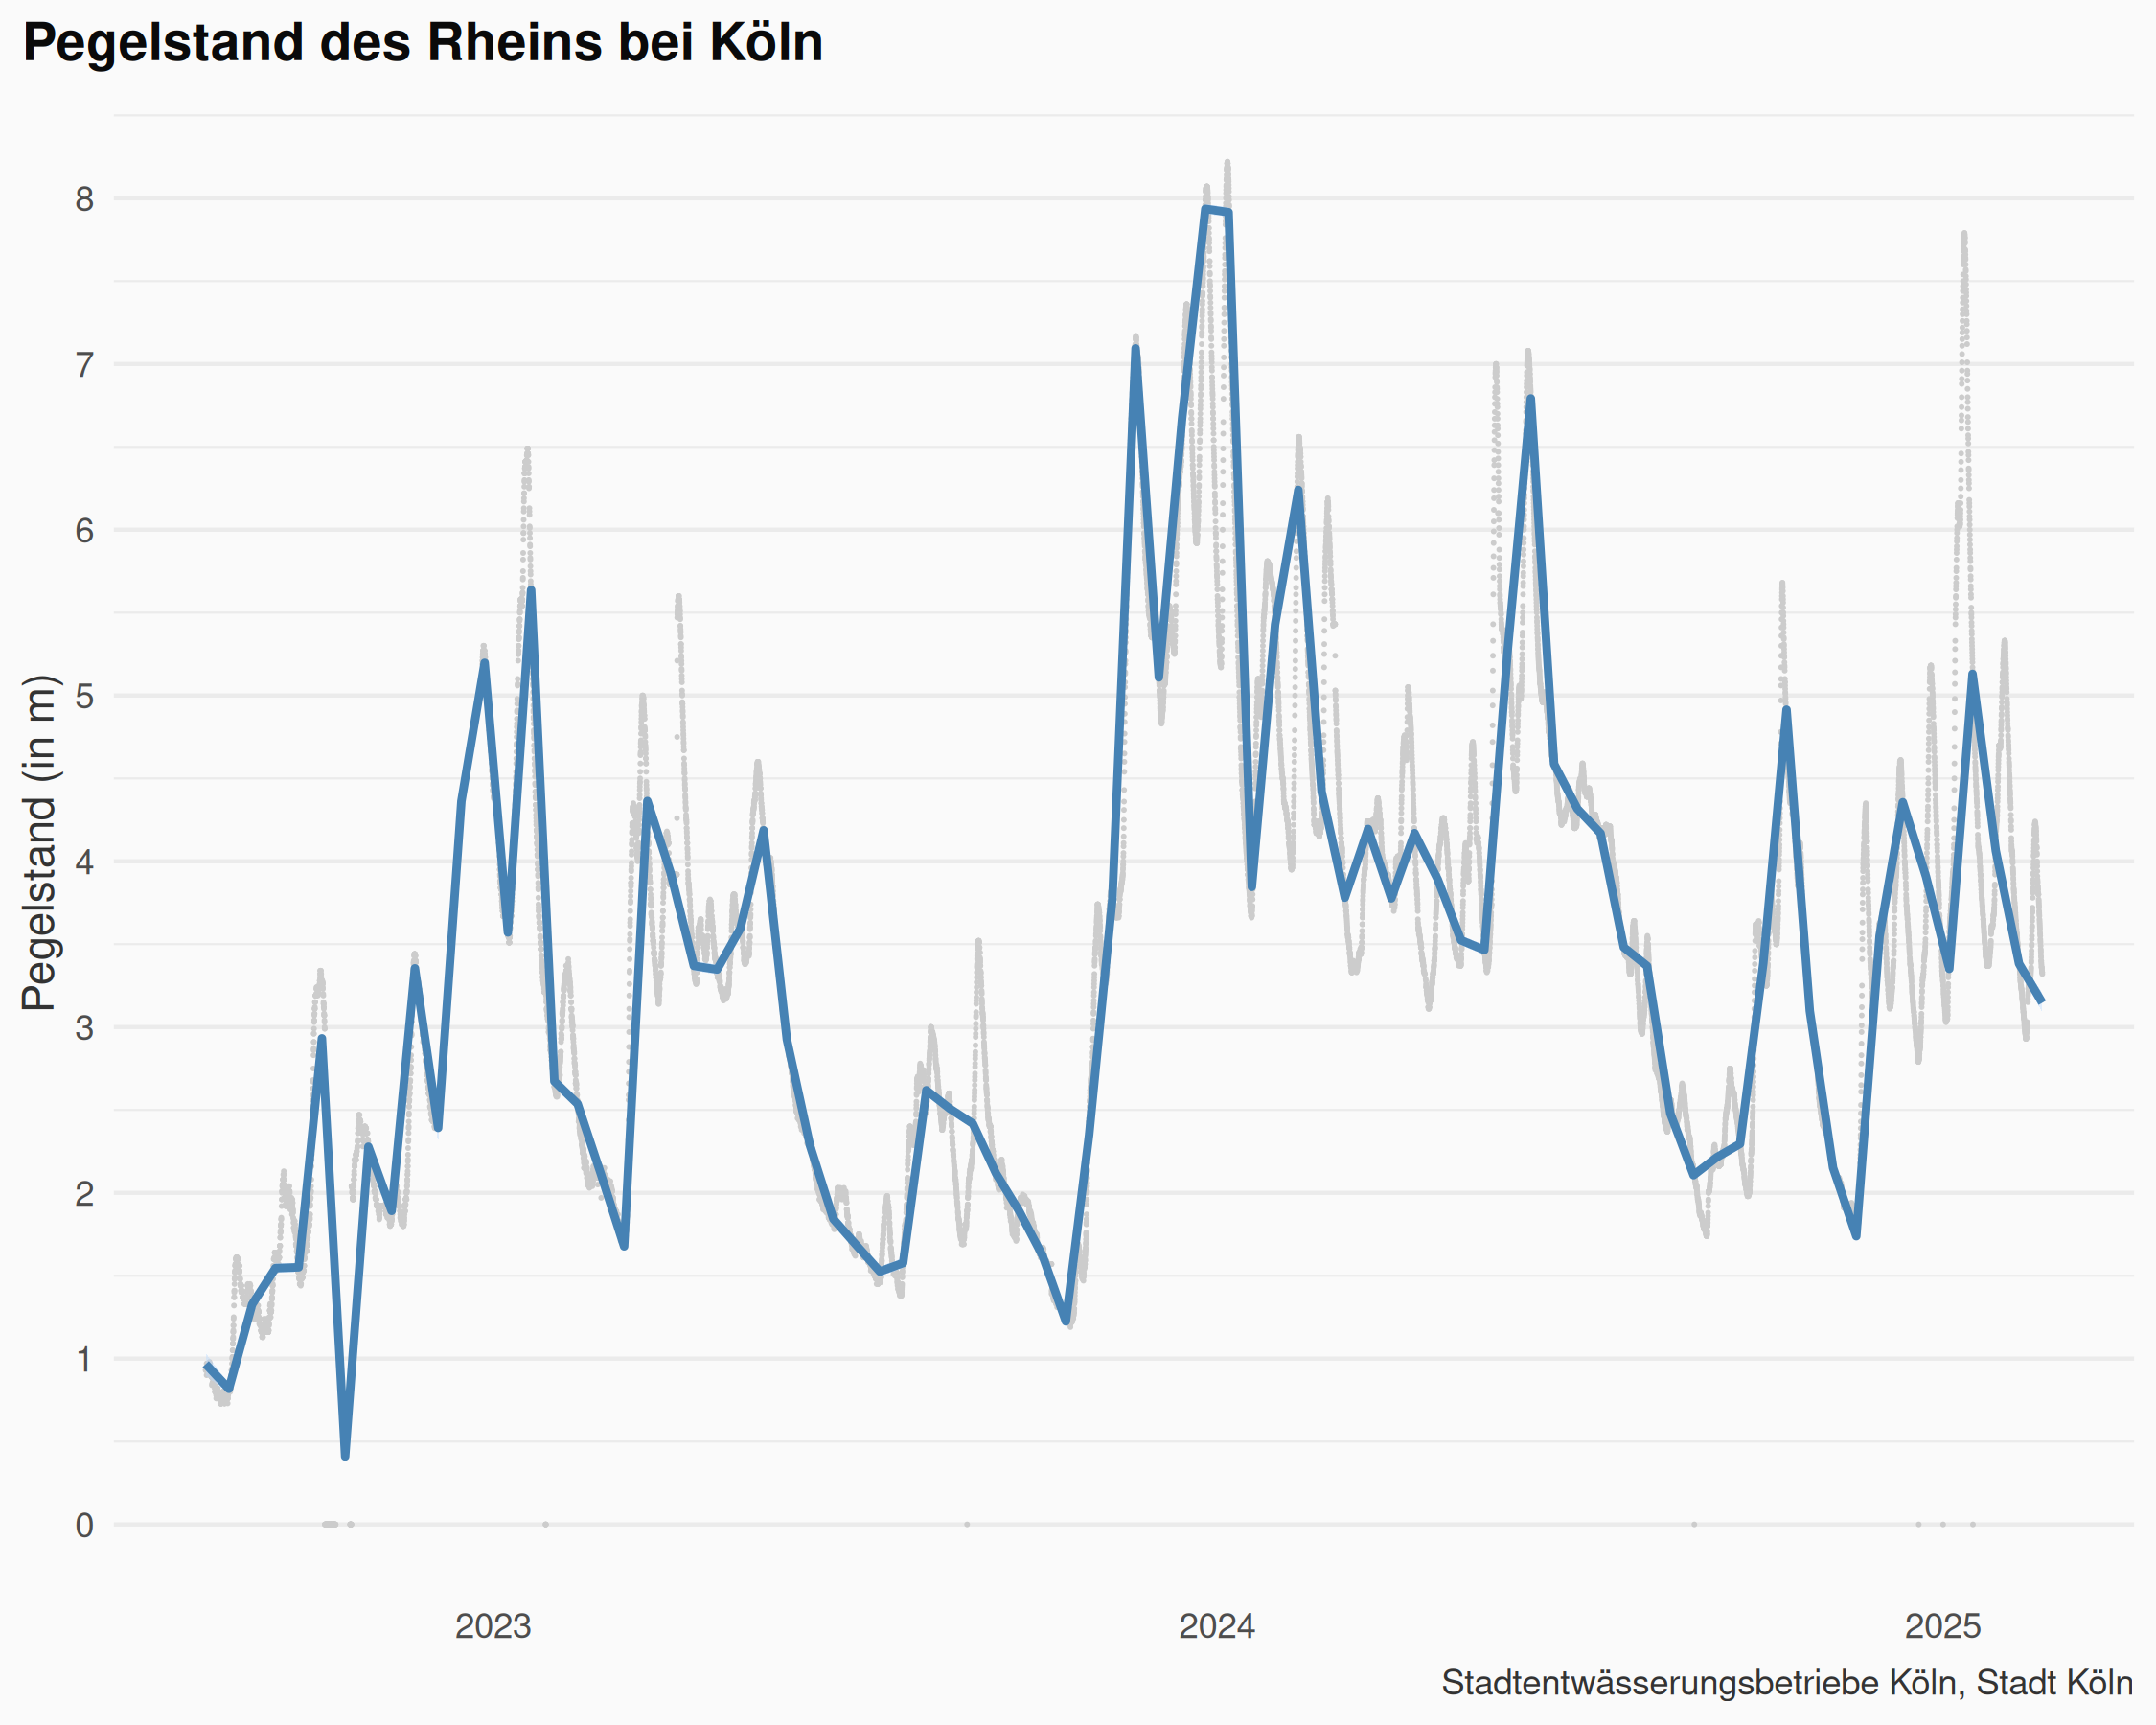 Pegelstand des Rheins bei Köln
Pegelstand (in m)
8
7
6
5
4
3
2
1
0
2023 2024 2025
Stadtentwässerungsbetriebe Köln, Stadt Köln